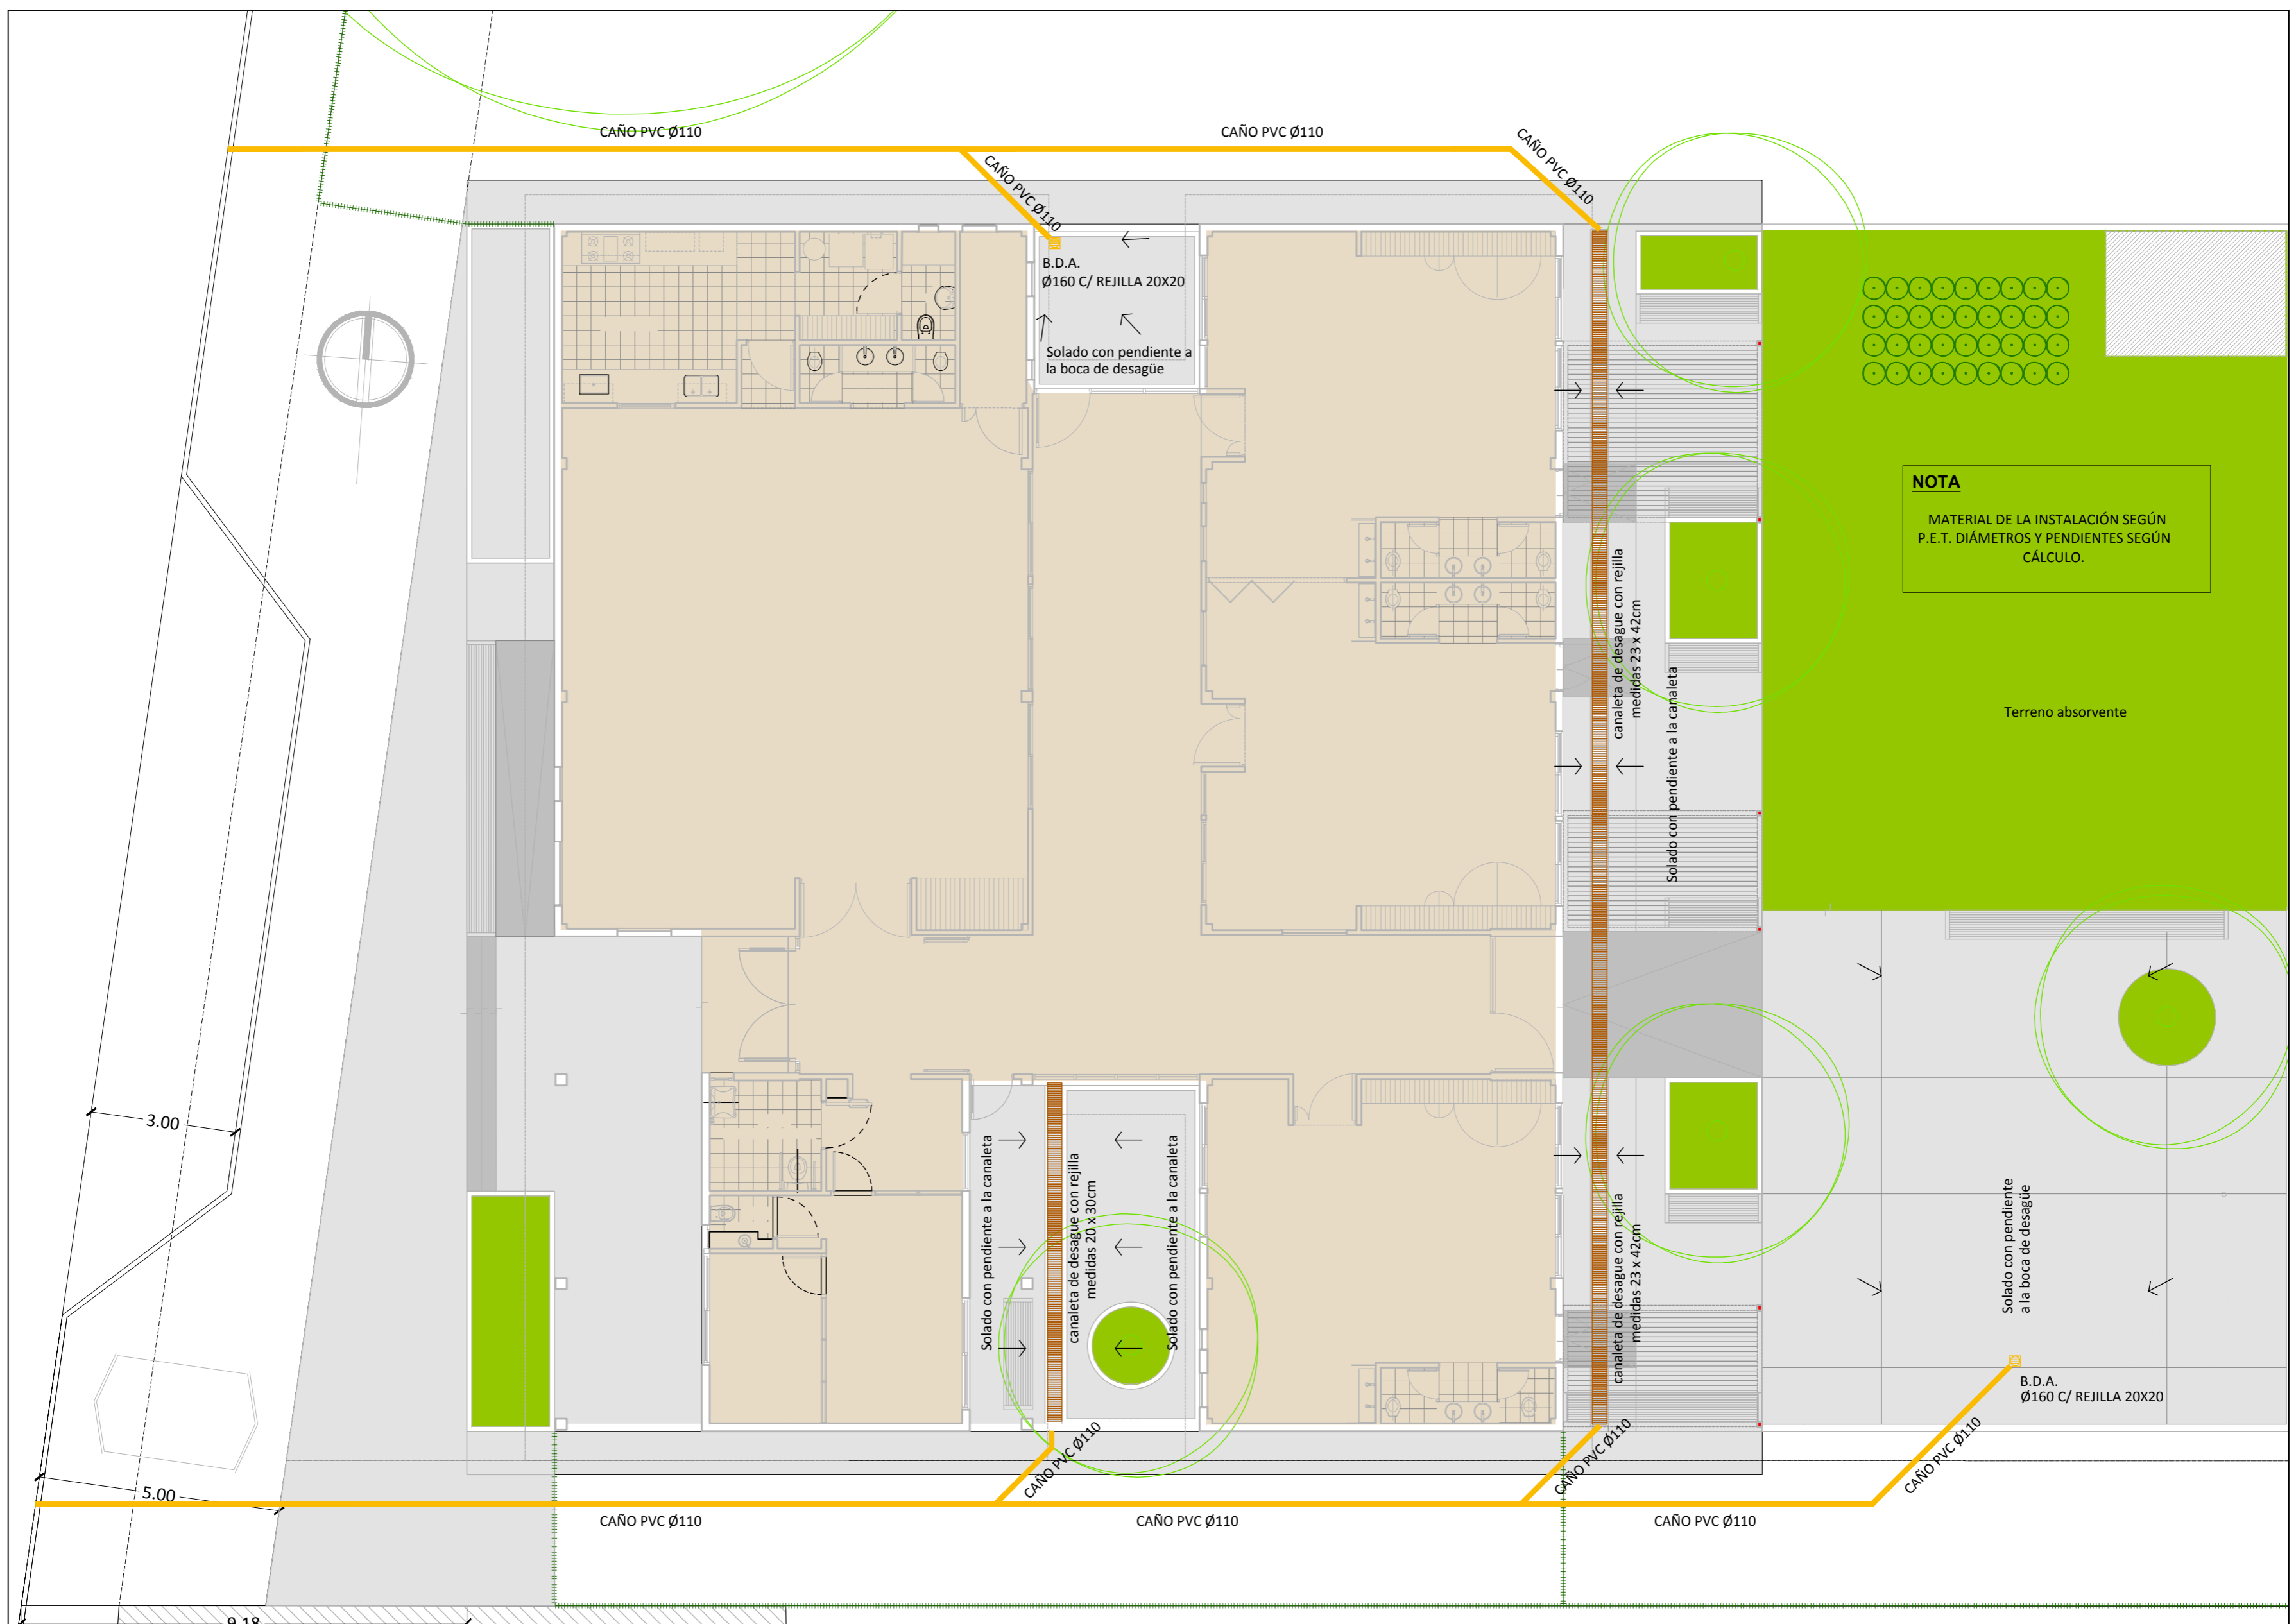 CAÑO PVC Ø110
CAÑO PVC Ø110
CAÑO PVC Ø110
CAÑO PVC Ø110
B.D.A.
Ø160 C/ REJILLA 20X20
Solado con pendiente a
la boca de desagüe
NOTA
MATERIAL DE LA INSTALACIÓN SEGÚN
P.E.T. DIÁMETROS Y PENDIENTES SEGÚN
CÁLCULO.
canaleta de desague con rejilla
medidas 23 x 42cm
Solado con pendiente a la canaleta
Terreno absorvente
3.00
Solado con pendiente a la canaleta
canaleta de desague con rejilla
medidas 20 x 30cm
Solado con pendiente a la canaleta
canaleta de desague con rejilla
medidas 23 x 42cm
Solado con pendiente
a la boca de desagüe
B.D.A.
Ø160 C/ REJILLA 20X20
CAÑO PVC Ø110
CAÑO PVC Ø110
CAÑO PVC Ø110
5.00
CAÑO PVC Ø110
CAÑO PVC Ø110
CAÑO PVC Ø110
9.18